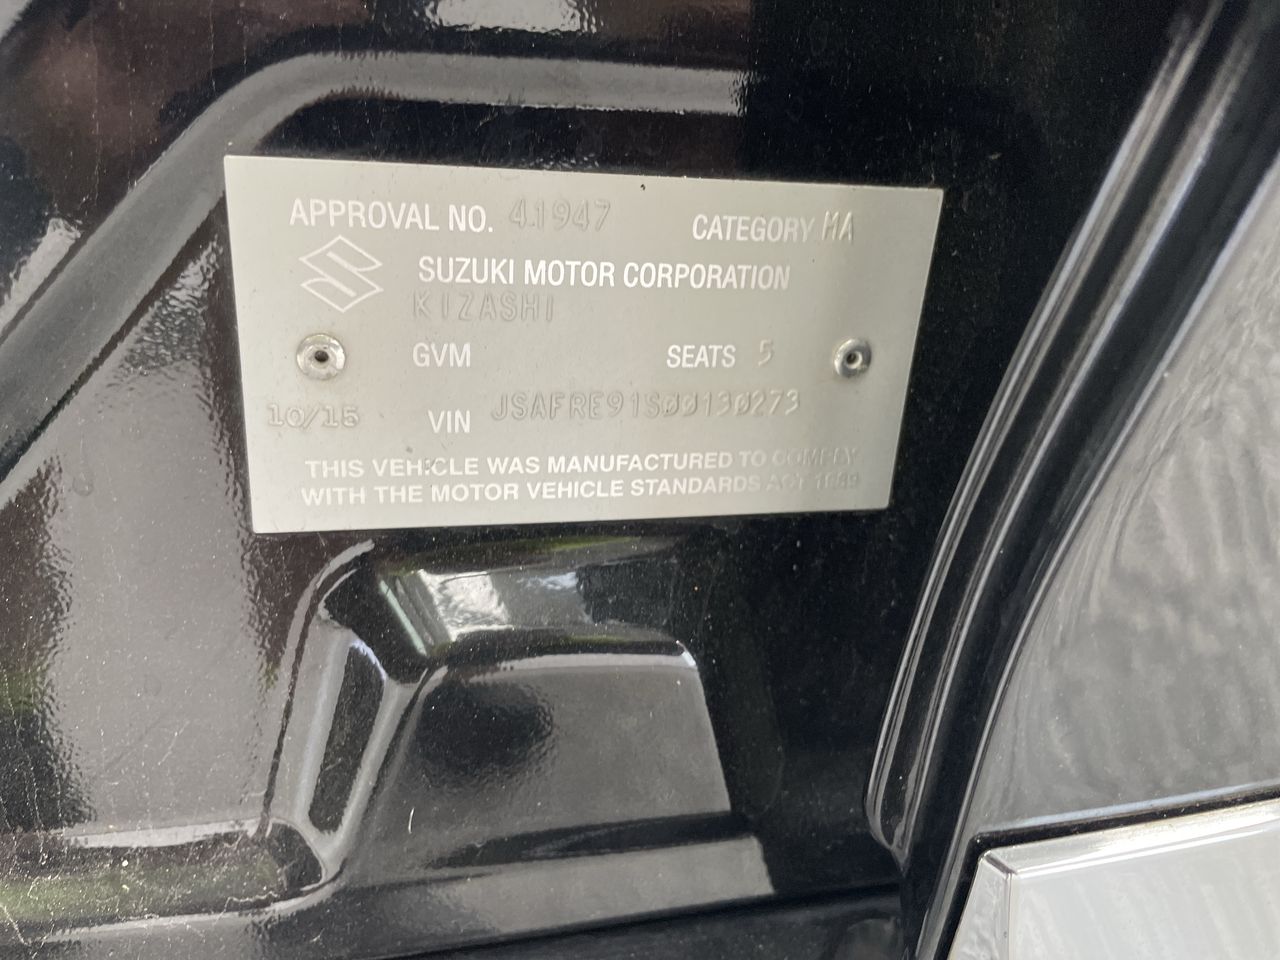 APPROVAL NO. 41947 CATEGORY MA
SUZUKI MOTOR CORPORATION
KIZASHI
GVM SEATS 5
10/15 VIN JSAFRE91S00130273
THIS VEHICLE WAS MANUFACTURED TO COMPLY
WITH THE MOTOR VEHICLE STANDARDS ACT 1989